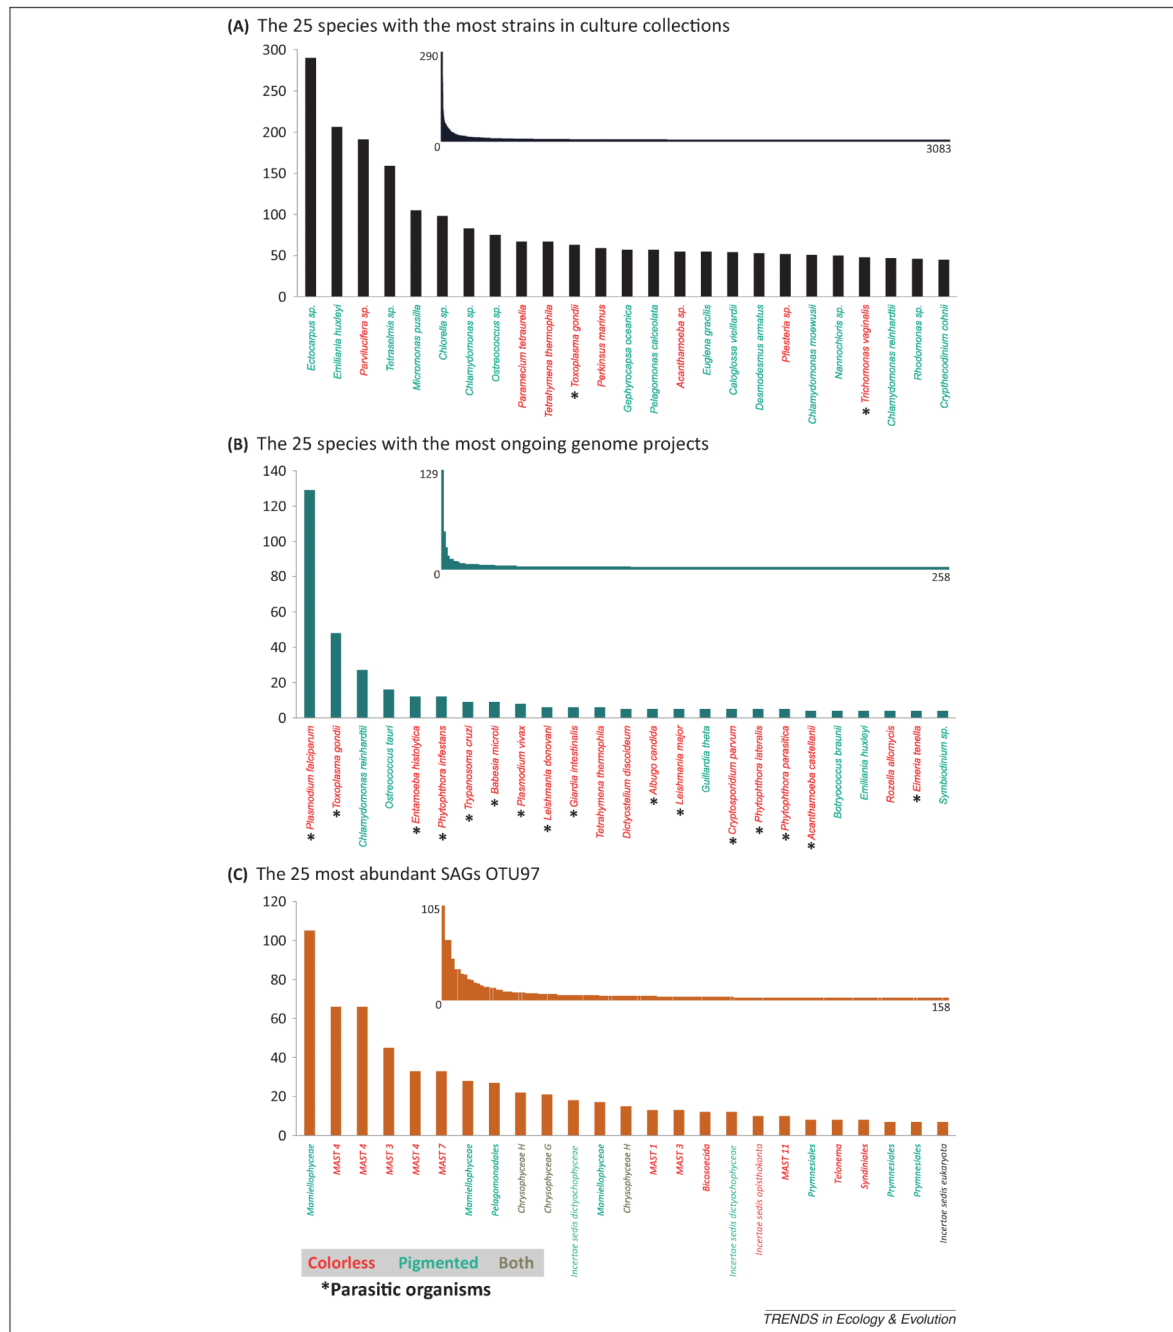 (A) The 25 species with the most strains in culture collections
300
250
200
150
100
50
0
290
0
3083
Ectocarpus sp.
Emiliania huxleyi
Parvilucifera sp.
Tetraselmis sp.
Micromonas pusilla
Chlorella sp.
Chlamydomonas sp.
Ostreococcus sp.
Paramecium tetraurella
Tetrahymena thermophila
* Toxoplasma gondii
Perkinsus marinus
Gephyrocapsa oceanica
Pelagomonas calceolata
Acanthamoeba sp.
Euglena gracilis
Caloglossa vieillardii
Desmodesmus armatus
Pfiesteria sp.
Chlamydomonas moewusii
Nannochloris sp.
* Trichomonas vaginalis
Chlamydomonas reinhardtii
Rhodomonas sp.
Crypthecodinium cohnii
(B) The 25 species with the most ongoing genome projects
140
120
100
80
60
40
20
0
129
0
258
* Plasmodium falciparum
* Toxoplasma gondii
Chlamydomonas reinhardtii
Ostreococcus tauri
* Entamoeba histolytica
* Phytophthora infestans
* Trypanosoma cruzi
* Babesia microti
* Plasmodium vivax
* Leishmania donovani
* Giardia intestinalis
Tetrahymena thermophila
Dictyostelium discoideum
* Albugo candida
* Leishmania major
Guillardia theta
* Cryptosporidium parvum
* Phytophthora lateralis
* Phytophthora parasitica
* Acanthamoeba castellanii
Botryococcus braunii
Emiliania huxleyi
Rozella allomycis
* Eimeria tenella
Symbiodinium sp.
(C) The 25 most abundant SAGs OTU97
120
100
80
60
40
20
0
105
0
158
Mamiellophyceae
MAST 4
MAST 4
MAST 3
MAST 4
MAST 7
Mamiellophyceae
Pelagomonadales
Chrysophyceae H
Chrysophyceae G
Incertae sedis dictyochophyceae
Mamiellophyceae
Chrysophyceae H
MAST 1
MAST 3
Bicosoecida
Incertae sedis dictyochophyceae
Incertae sedis opisthokonta
MAST 11
Prymnesiales
Telonema
Syndiniales
Prymnesiales
Prymnesiales
Incertae sedis eukaryota
Colorless Pigmented Both
*Parasitic organisms
TRENDS in Ecology & Evolution